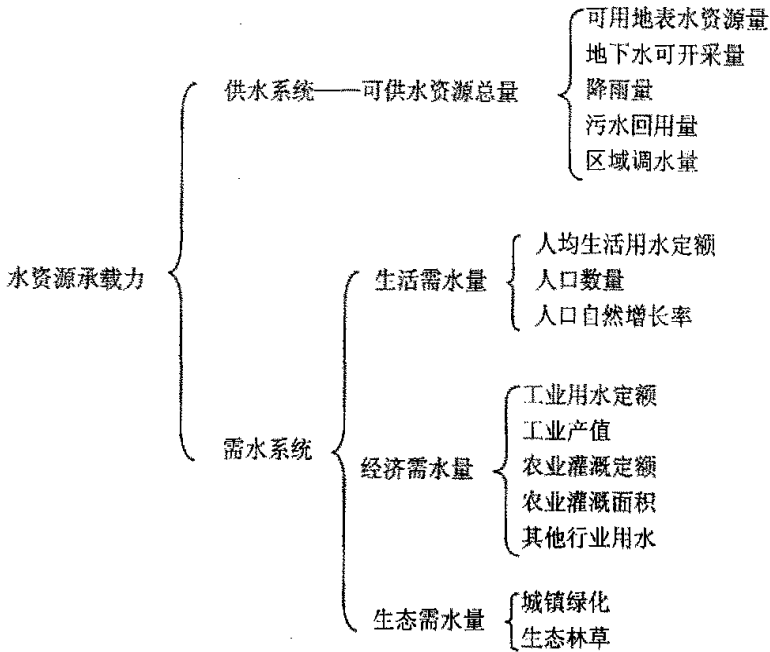 可用地表水资源量
地下水可开采量
供水系统——可供水资源总量
降雨量
污水回用量
区域调水量
水资源承载力
生活需水量
人均生活用水定额
人口数量
人口自然增长率
需水系统
经济需水量
工业用水定额
工业产值
农业灌溉定额
农业灌溉面积
其他行业用水
生态需水量
城镇绿化
生态林草